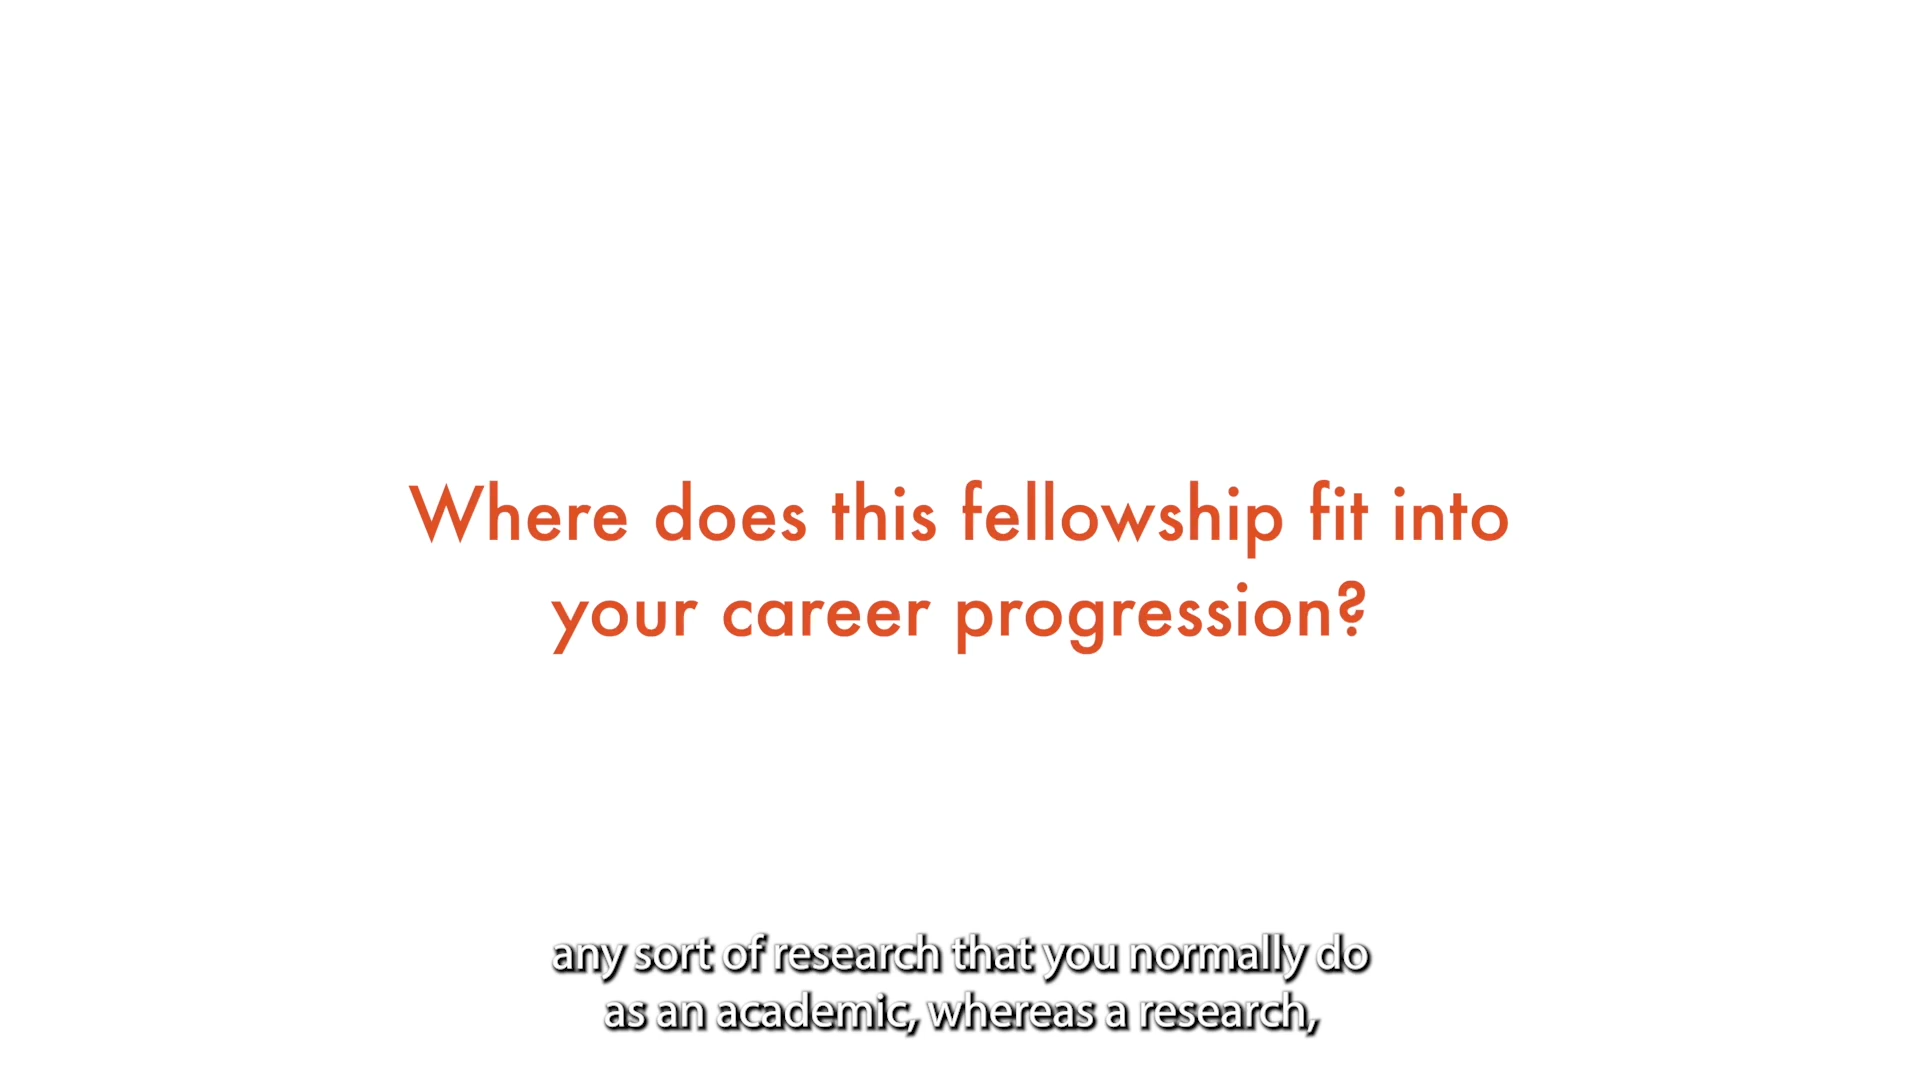 Where does this fellowship fit into
your career progression?
any sort of research that you normally do
as an academic, whereas a research,